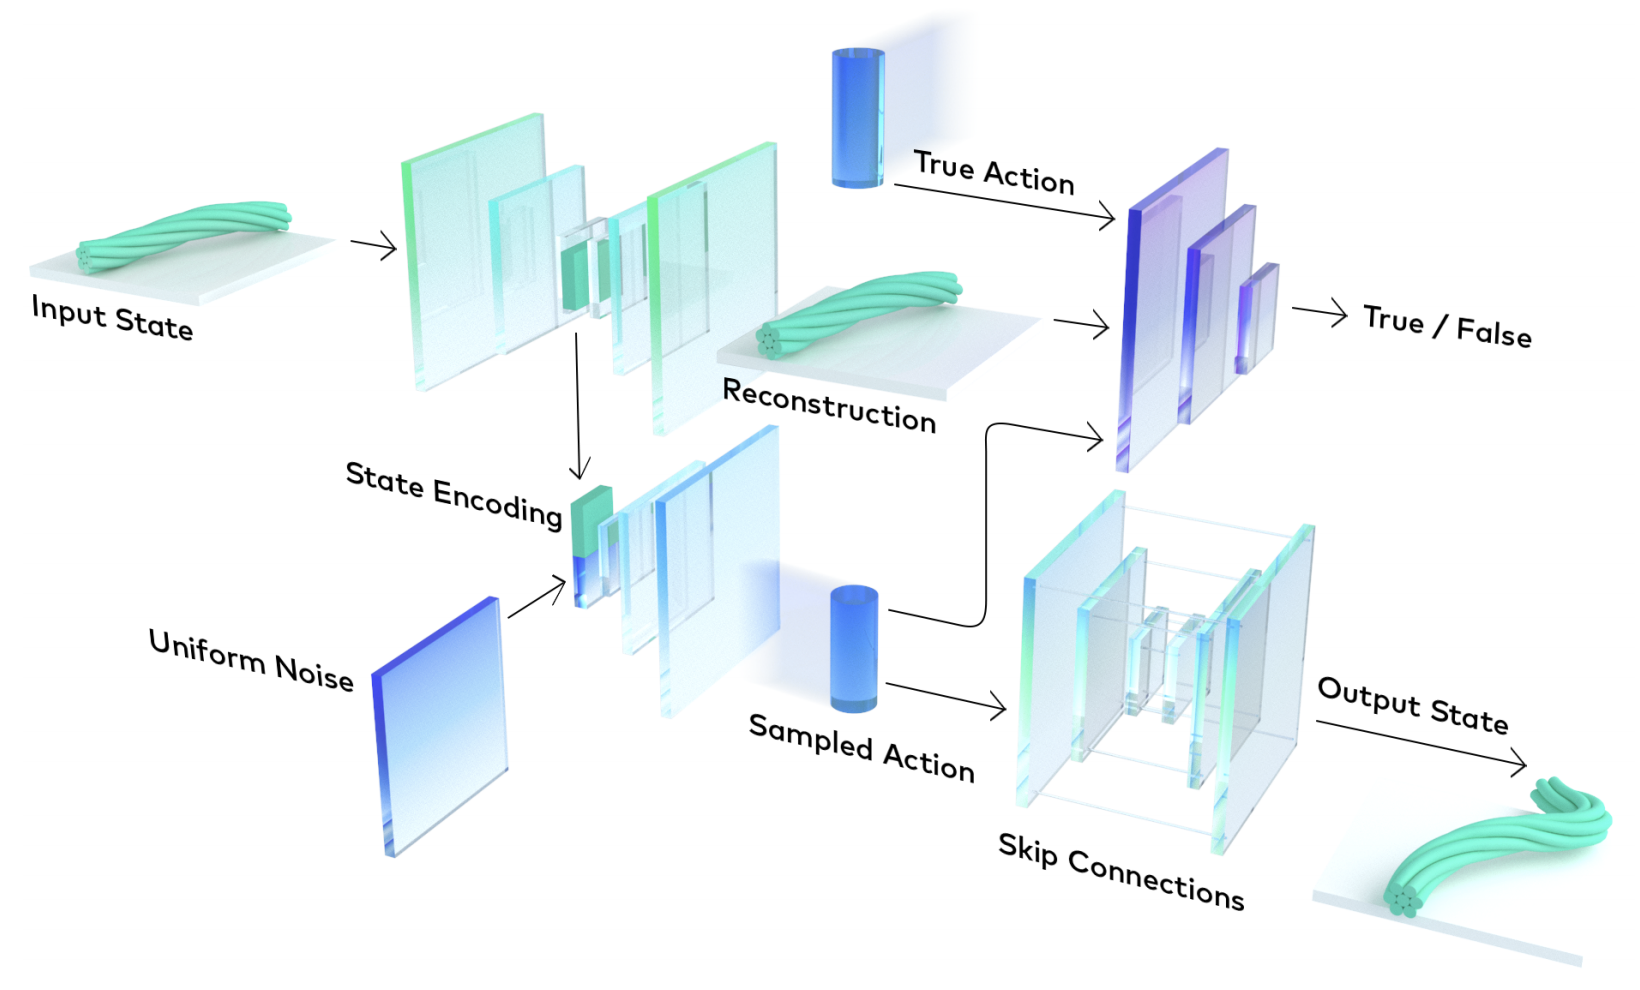 True Action
Input State
True / False
Reconstruction
State Encoding
Uniform Noise
Output State
Sampled Action
Skip Connections